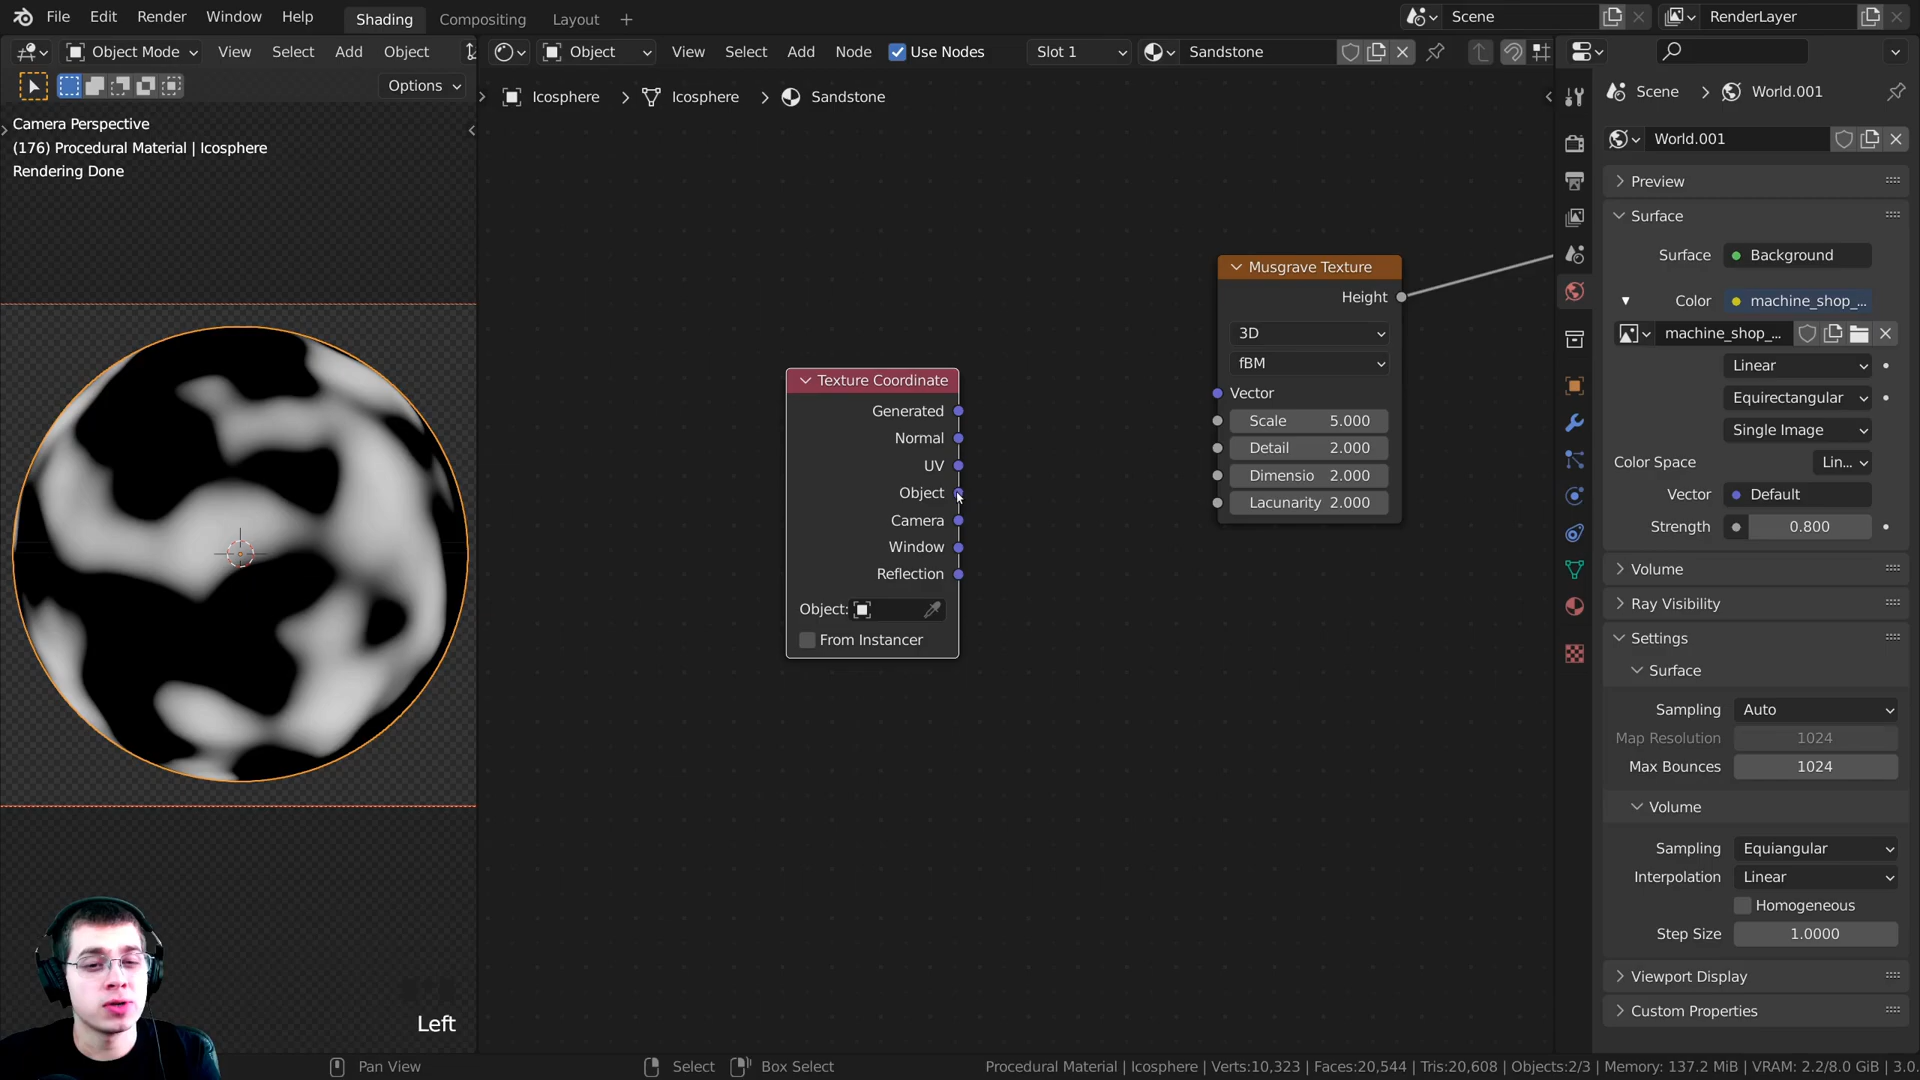 File Edit Render Window Help Shading Compositing Layout + Scene RenderLayer
Object Mode View Select Add Object Object View Select Add Node Use Nodes Slot 1 Sandstone
Options
Icosphere Icosphere Sandstone
Scene World.001
Camera Perspective
(176) Procedural Material | Icosphere
Rendering Done
World.001
Preview
Surface
Surface Background
Color machine_shop_...
machine_shop_...
Linear
Equirectangular
Single Image
Color Space Lin...
Vector Default
Strength 0.800
Volume
Ray Visibility
Settings
Surface
Sampling Auto
Map Resolution 1024
Max Bounces 1024
Volume
Sampling Equiangular
Interpolation Linear
Homogeneous
Step Size 1.0000
Viewport Display
Custom Properties
Musgrave Texture
Height
3D
fBM
Vector
Scale 5.000
Detail 2.000
Dimensio 2.000
Lacunarity 2.000
Texture Coordinate
Generated
Normal
UV
Object
Camera
Window
Reflection
Object:
From Instancer
Left
Pan View Select Box Select Procedural Material | Icosphere | Verts:10,323 | Faces:20,544 | Tris:20,608 | Objects:2/3 | Memory: 137.2 MiB | VRAM: 2.2/8.0 GiB | 3.0.